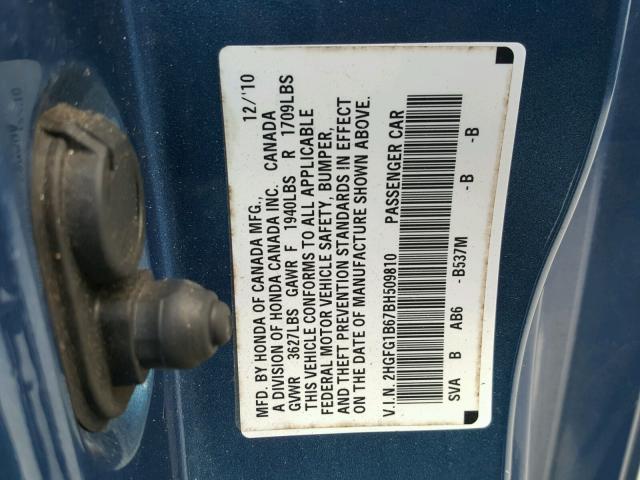 MFD. BY HONDA OF CANADA MFG., 12/'10
A DIVISION OF HONDA CANADA INC. CANADA
GVWR 3627LBS GAWR F 1940LBS R 1709LBS
THIS VEHICLE CONFORMS TO ALL APPLICABLE
FEDERAL MOTOR VEHICLE SAFETY, BUMPER,
AND THEFT PREVENTION STANDARDS IN EFFECT
ON THE DATE OF MANUFACTURE SHOWN ABOVE.
V.I.N. 2HGFG1B67BH509810 PASSENGER CAR
SVA B AB6 -B537M -B -B